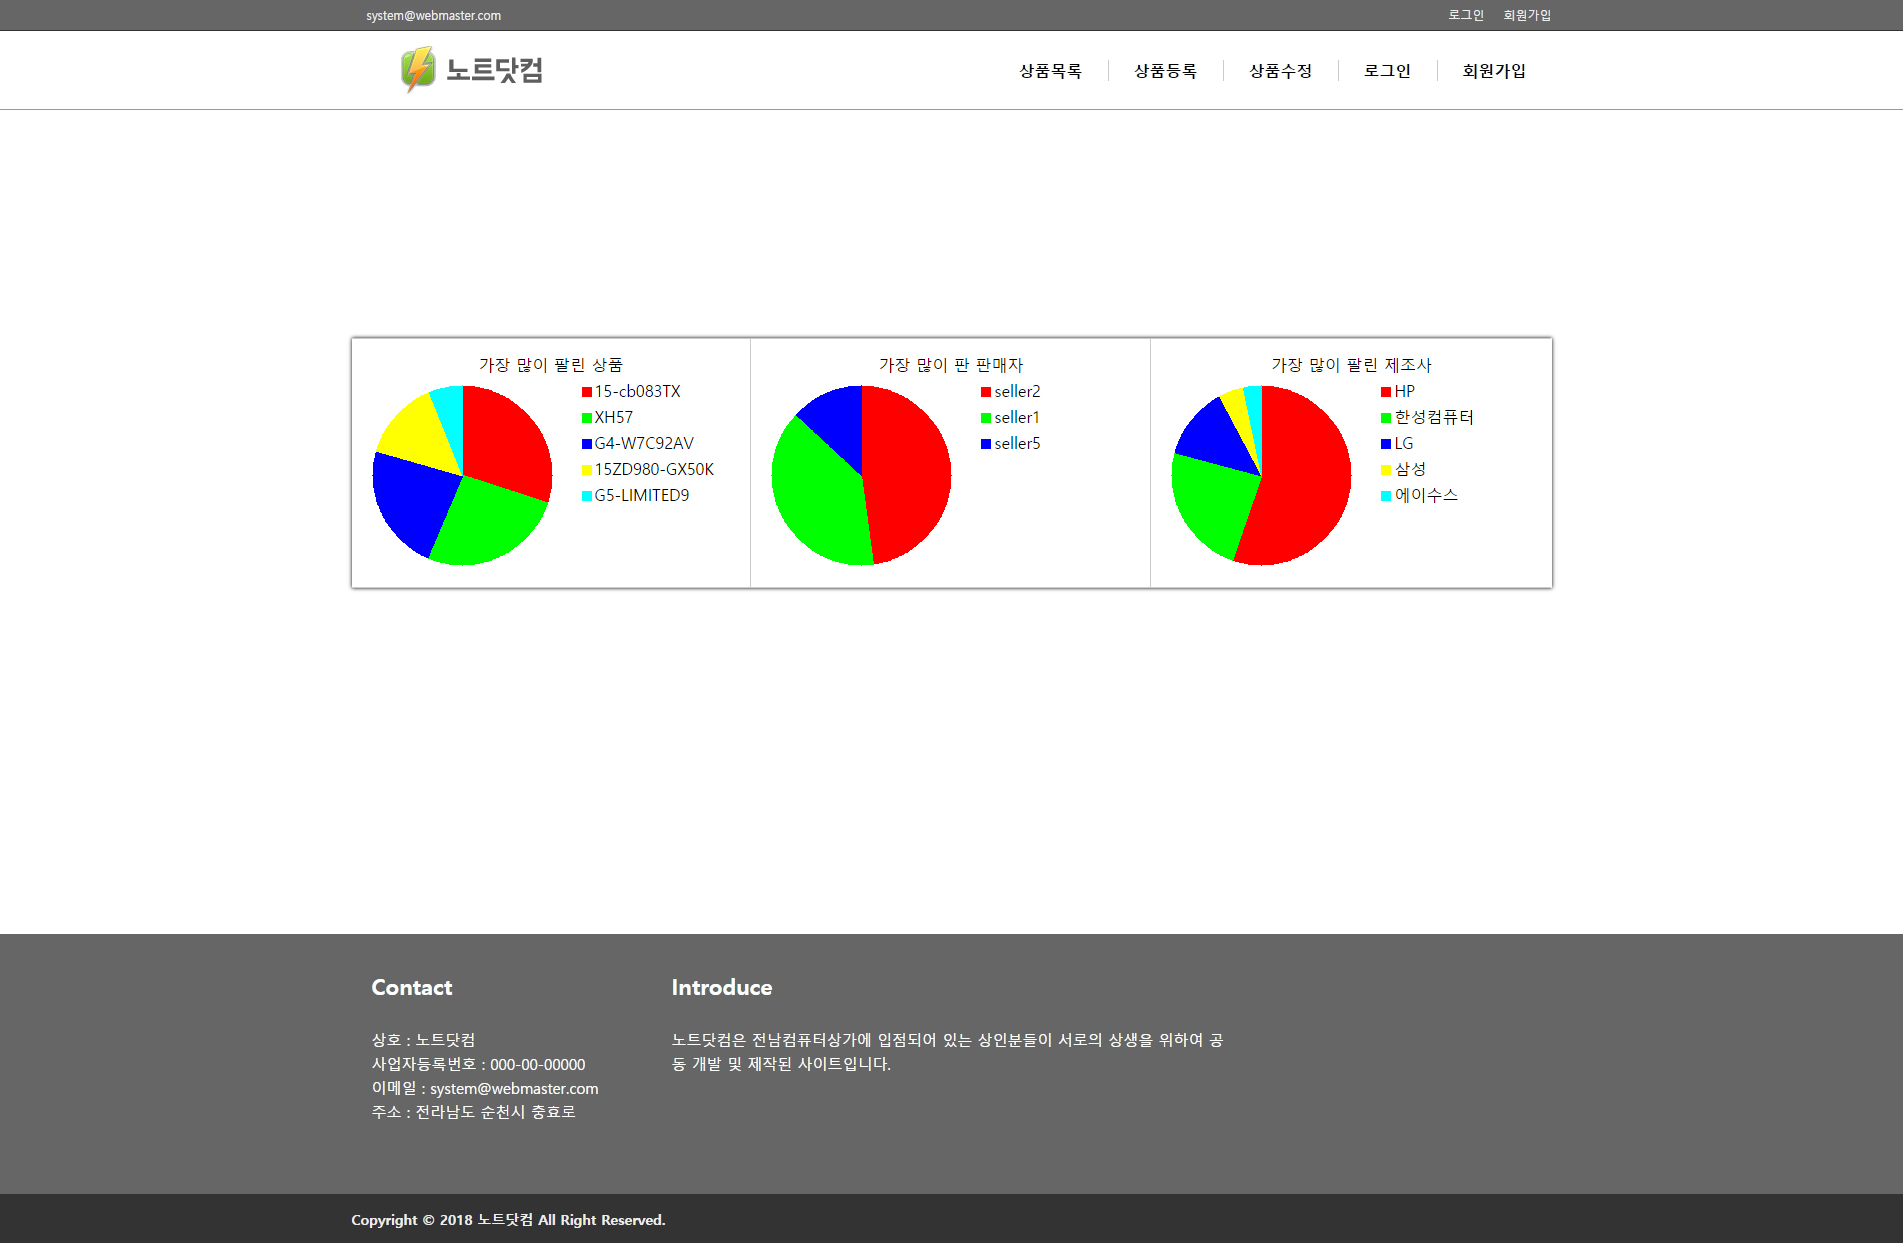 system@webmaster.com 로그인 회원가입
노트닷컴 상품목록 상품등록 상품수정 로그인 회원가입
가장 많이 팔린 상품
15-cb083TX
XH57
G4-W7C92AV
15ZD980-GX50K
G5-LIMITED9
가장 많이 판 판매자
seller2
seller1
seller5
가장 많이 팔린 제조사
HP
한성컴퓨터
LG
삼성
에이수스
Contact
상호 : 노트닷컴
사업자등록번호 : 000-00-00000
이메일 : system@webmaster.com
주소 : 전라남도 순천시 중효로
Introduce
노트닷컴은 전남컴퓨터상가에 입점되어 있는 상인분들이 서로의 상생을 위하여 공
동 개발 및 제작된 사이트입니다.
Copyright © 2018 노트닷컴 All Right Reserved.